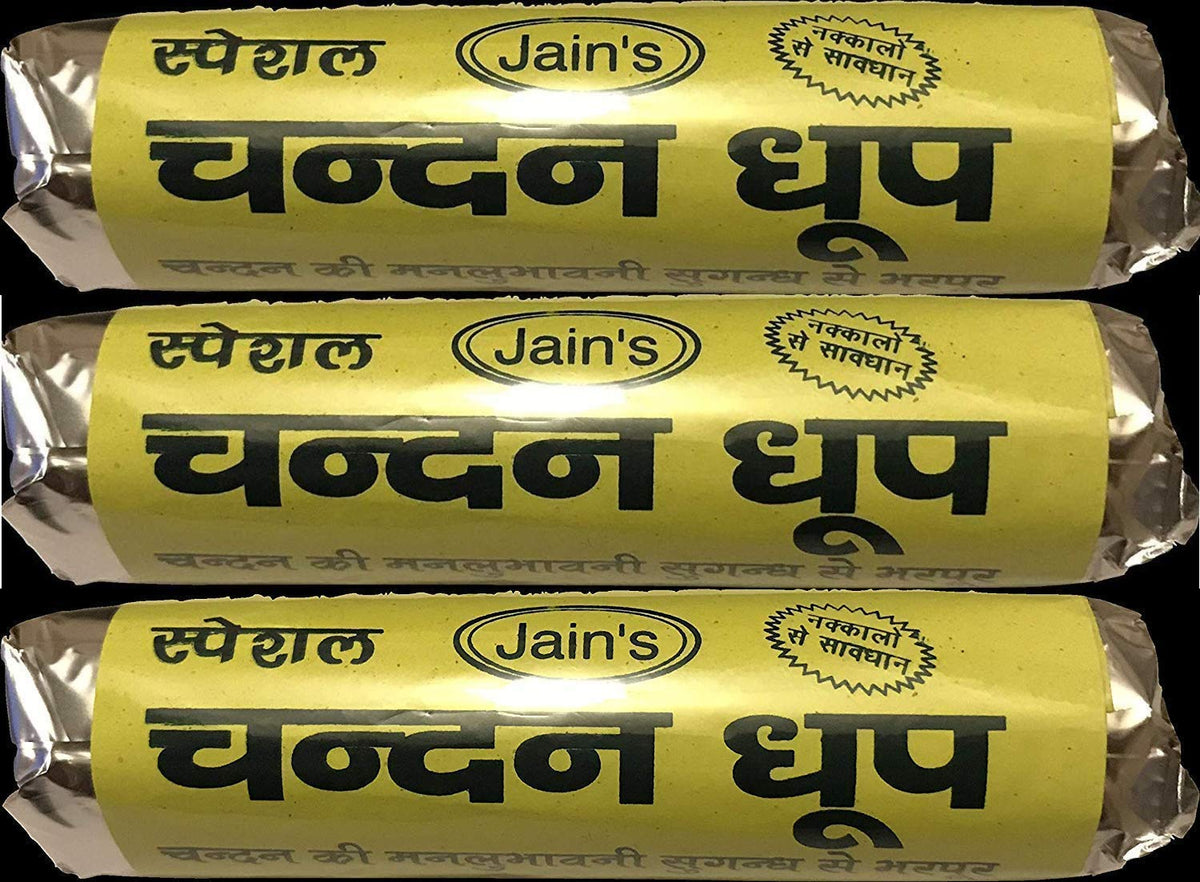 स्पेशल
Jain's
नक्कालों
से सावधान
चन्दन धूप
चन्दन की मनलुभावनी सुगन्ध से भरपूर
स्पेशल
Jain's
नक्कालों
से सावधान
चन्दन धूप
चन्दन की मनलुभावनी सुगन्ध से भरपूर
स्पेशल
Jain's
नक्कालों
से सावधान
चन्दन धूप
चन्दन की मनलुभावनी सुगन्ध से भरपूर